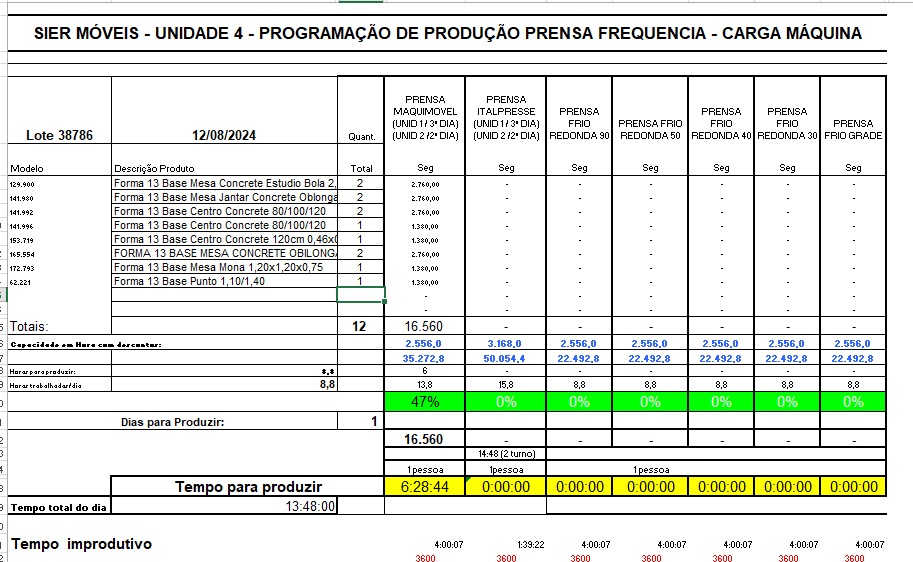 SIER MÓVEIS - UNIDADE 4 - PROGRAMAÇÃO DE PRODUÇÃO PRENSA FREQUENCIA - CARGA MÁQUINA
Lote 38786 12/08/2024 Quant. PRENSA MAQUIMOVEL (UNID 1 / 3ª DIA) (UNID 2 /2ª DIA) PRENSA ITALPRESSE (UNID 1 / 3ª DIA) (UNID 2 /2ª DIA) PRENSA FRIO REDONDA 90 PRENSA FRIO REDONDA 50 PRENSA FRIO REDONDA 40 PRENSA FRIO REDONDA 30 PRENSA FRIO GRADE
Modelo Descrição Produto Total Seg Seg Seg Seg Seg Seg Seg
129.900 Forma 13 Base Mesa Concrete Estudio Bola 2, 2 2.760,00 - - - - - -
141.980 Forma 13 Base Mesa Jantar Concrete Oblonga 2 2.760,00 - - - - - -
141.992 Forma 13 Base Centro Concrete 80/100/120 2 2.760,00 - - - - - -
141.996 Forma 13 Base Centro Concrete 80/100/120 1 1.380,00 - - - - - -
153.719 Forma 13 Base Centro Concrete 120cm 0,46x0 1 1.380,00 - - - - - -
165.554 FORMA 13 BASE MESA CONCRETE OBILONGA 2 2.760,00 - - - - - -
172.793 Forma 13 Base Mesa Mona 1,20x1,20x0,75 1 1.380,00 - - - - - -
62.221 Forma 13 Base Punto 1,10/1,40 1 1.380,00 - - - - - -
- - - - - - -
- - - - - - -
Totais: 12 16.560 - - - - - -
Capacidade em Hora com descontos: 2.556,0 3.168,0 2.556,0 2.556,0 2.556,0 2.556,0 2.556,0
35.272,8 50.054,4 22.492,8 22.492,8 22.492,8 22.492,8 22.492,8
Horas para produzir: *,* 6 - - - - - -
Horas trabalhadas/dia 8,8 13,8 15,8 8,8 8,8 8,8 8,8 8,8
47% 0% 0% 0% 0% 0% 0%
Dias para Produzir: 1
16.560 - - - - - -
14:48 (2 turno)
1 pessoa 1 pessoa 1 pessoa
Tempo para produzir 6:28:44 0:00:00 0:00:00 0:00:00 0:00:00 0:00:00 0:00:00
Tempo total do dia 13:48:00
Tempo improdutivo 4:00:07 1:39:22 4:00:07 4:00:07 4:00:07 4:00:07 4:00:07
3600 3600 3600 3600 3600 3600 3600